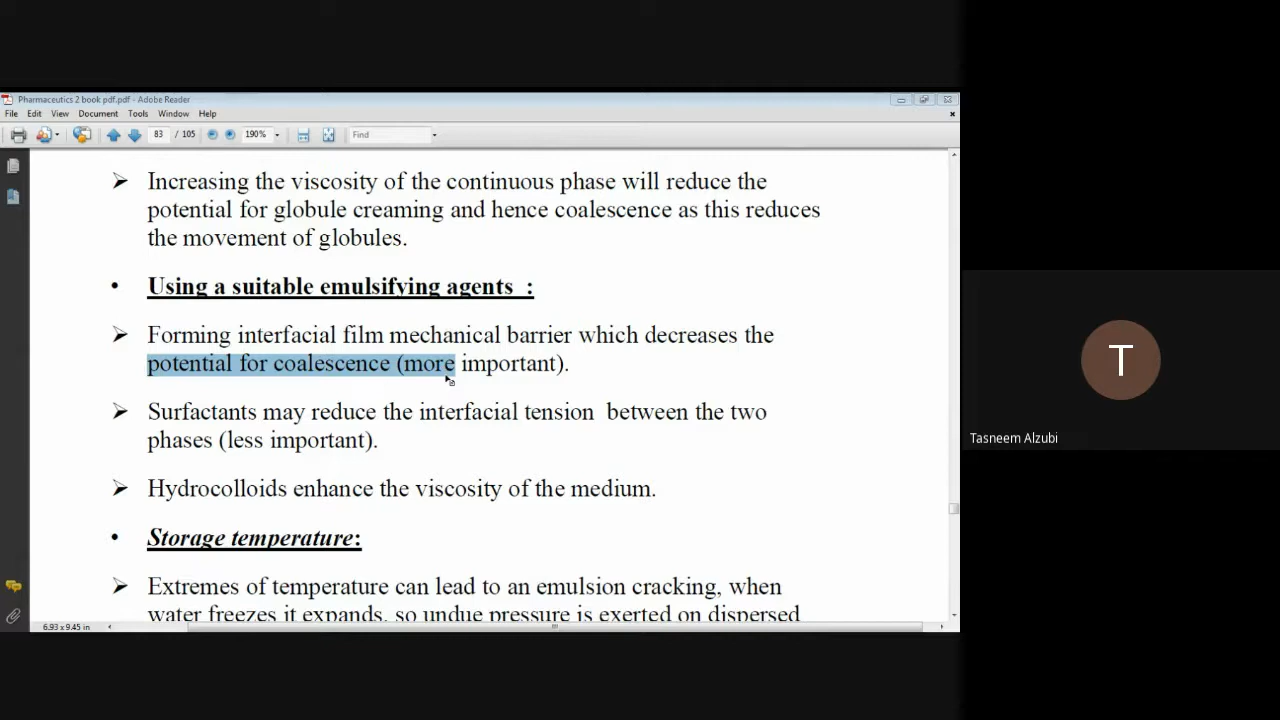 Pharmaceutics 2 book pdf.pdf - Adobe Reader
File Edit View Document Tools Window Help
83 / 105 190% Find
➢ Increasing the viscosity of the continuous phase will reduce the
potential for globule creaming and hence coalescence as this reduces
the movement of globules.
• Using a suitable emulsifying agents :
➢ Forming interfacial film mechanical barrier which decreases the
potential for coalescence (more important).
➢ Surfactants may reduce the interfacial tension between the two
phases (less important).
➢ Hydrocolloids enhance the viscosity of the medium.
• Storage temperature:
➢ Extremes of temperature can lead to an emulsion cracking, when
water freezes it expands, so undue pressure is exerted on dispersed
6.93 x 9.45 in
T
Tasneem Alzubi